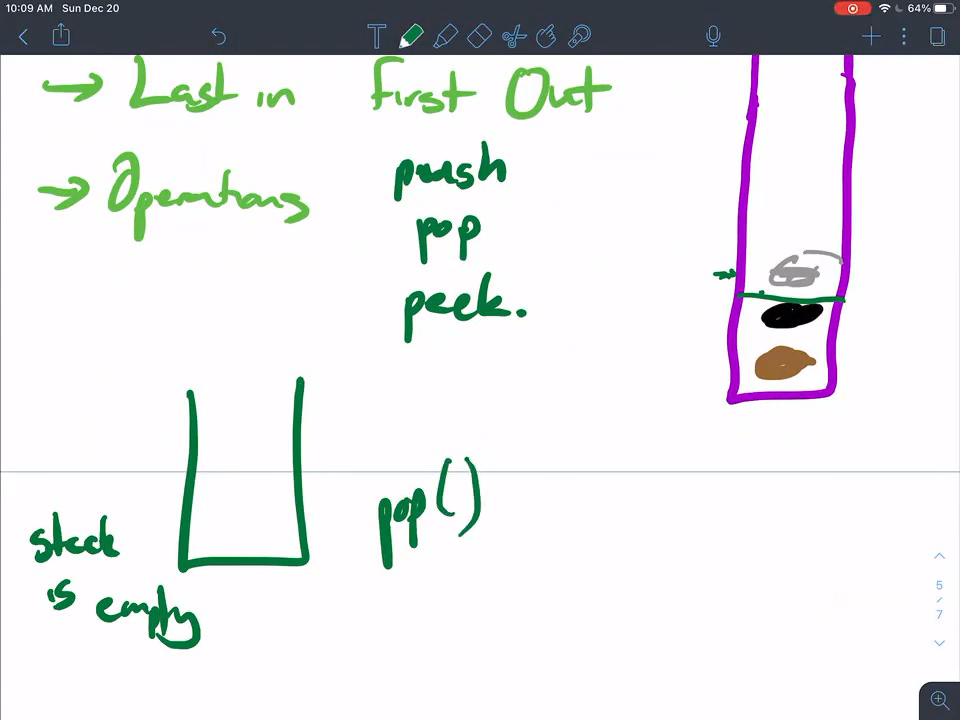 10:09 AM Sun Dec 20
64%
T
→ Last in First Out
→ Operations
push
pop
peek.
pop()
stack
is empty
5
/
7